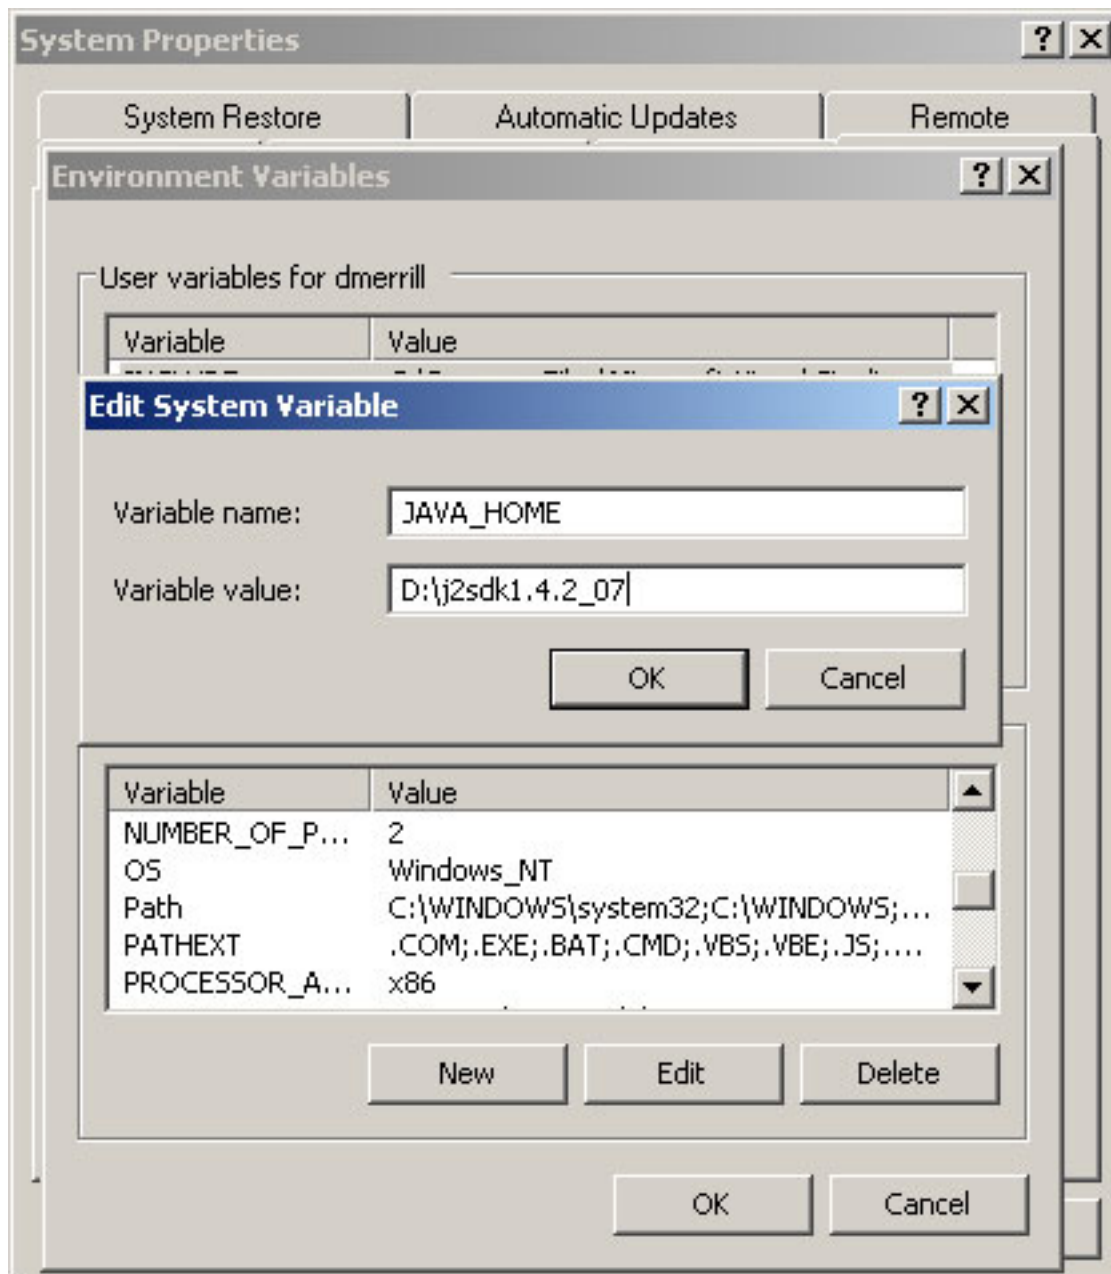 System Properties
System Restore Automatic Updates Remote
Environment Variables
User variables for dmerrill
Variable Value
Edit System Variable
Variable name: JAVA_HOME
Variable value: D:\j2sdk1.4.2_07
OK Cancel
Variable Value
NUMBER_OF_P... 2
OS Windows_NT
Path C:\WINDOWS\system32;C:\WINDOWS;...
PATHEXT .COM;.EXE;.BAT;.CMD;.VBS;.VBE;.JS;....
PROCESSOR_A... x86
New Edit Delete
OK Cancel